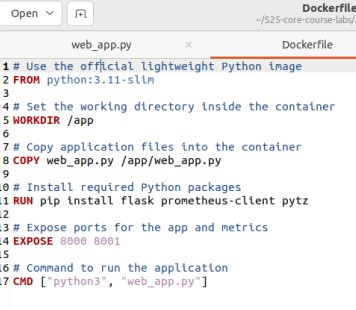 Open
Dockerfile
~/S25-core-course-labs/
web_app.py
Dockerfile
1 # Use the official lightweight Python image
2 FROM python:3.11-slim
3
4 # Set the working directory inside the container
5 WORKDIR /app
6
7 # Copy application files into the container
8 COPY web_app.py /app/web_app.py
9
10 # Install required Python packages
11 RUN pip install flask prometheus-client pytz
12
13 # Expose ports for the app and metrics
14 EXPOSE 8000 8001
15
16 # Command to run the application
17 CMD ["python3", "web_app.py"]